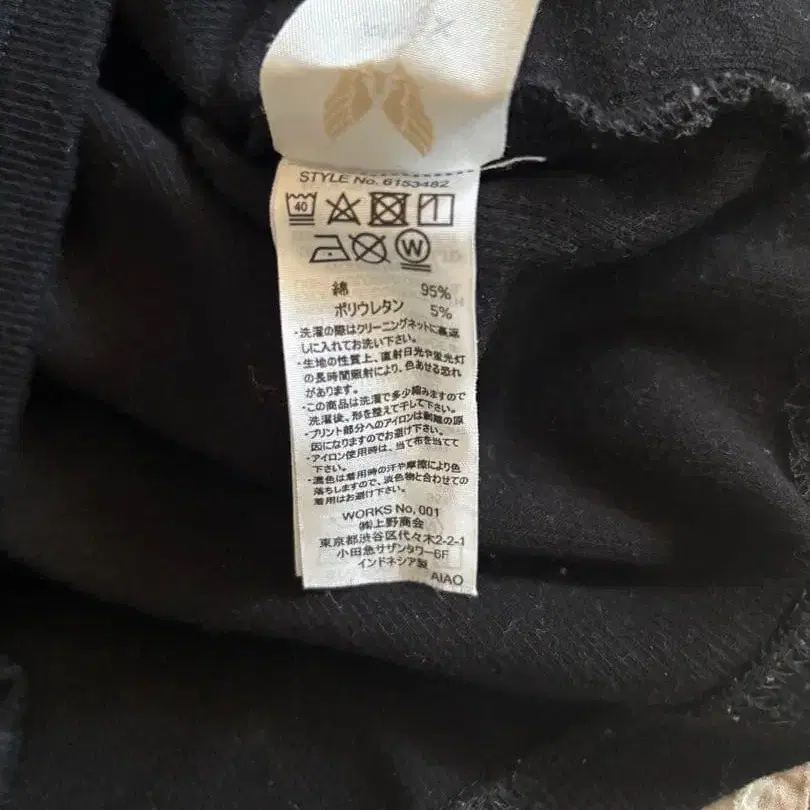 STYLE No. 6153482
40
W
綿 95%
ポリウレタン 5%
・洗濯の際はクリーニングネットに裏返
しに入れてお洗い下さい。
・生地の性質上、直射日光や蛍光灯
の長時間照射により、色あせる恐れ
があります。
・この商品は洗濯で多少縮みますので
洗濯後、形を整えて干して下さい。
・プリント部分へのアイロンは剥離の原
因になりますのでお避け下さい。
・アイロン使用時は、当て布を当てて
下さい。
・濃色は着用時の汗や摩擦により色
落ちしますので、淡色物と合わせての
着用はお避け下さい。
WORKS No, 001
㈱上野商会
東京都渋谷区代々木2-2-1
小田急サザンタワー6F
インドネシア製
AIAO